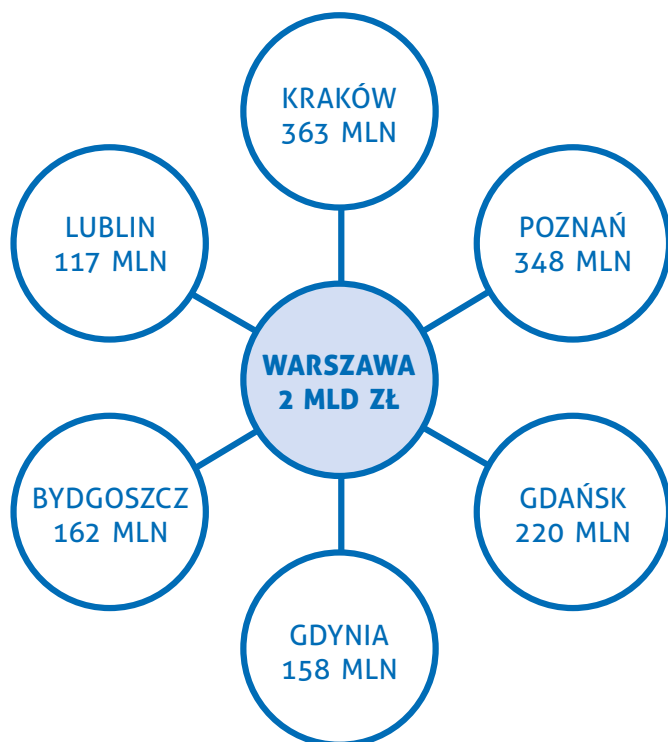 KRAKÓW
363 MLN
LUBLIN
117 MLN
POZNAŃ
348 MLN
WARSZAWA
2 MLD ZŁ
BYDGOSZCZ
162 MLN
GDAŃSK
220 MLN
GDYNIA
158 MLN